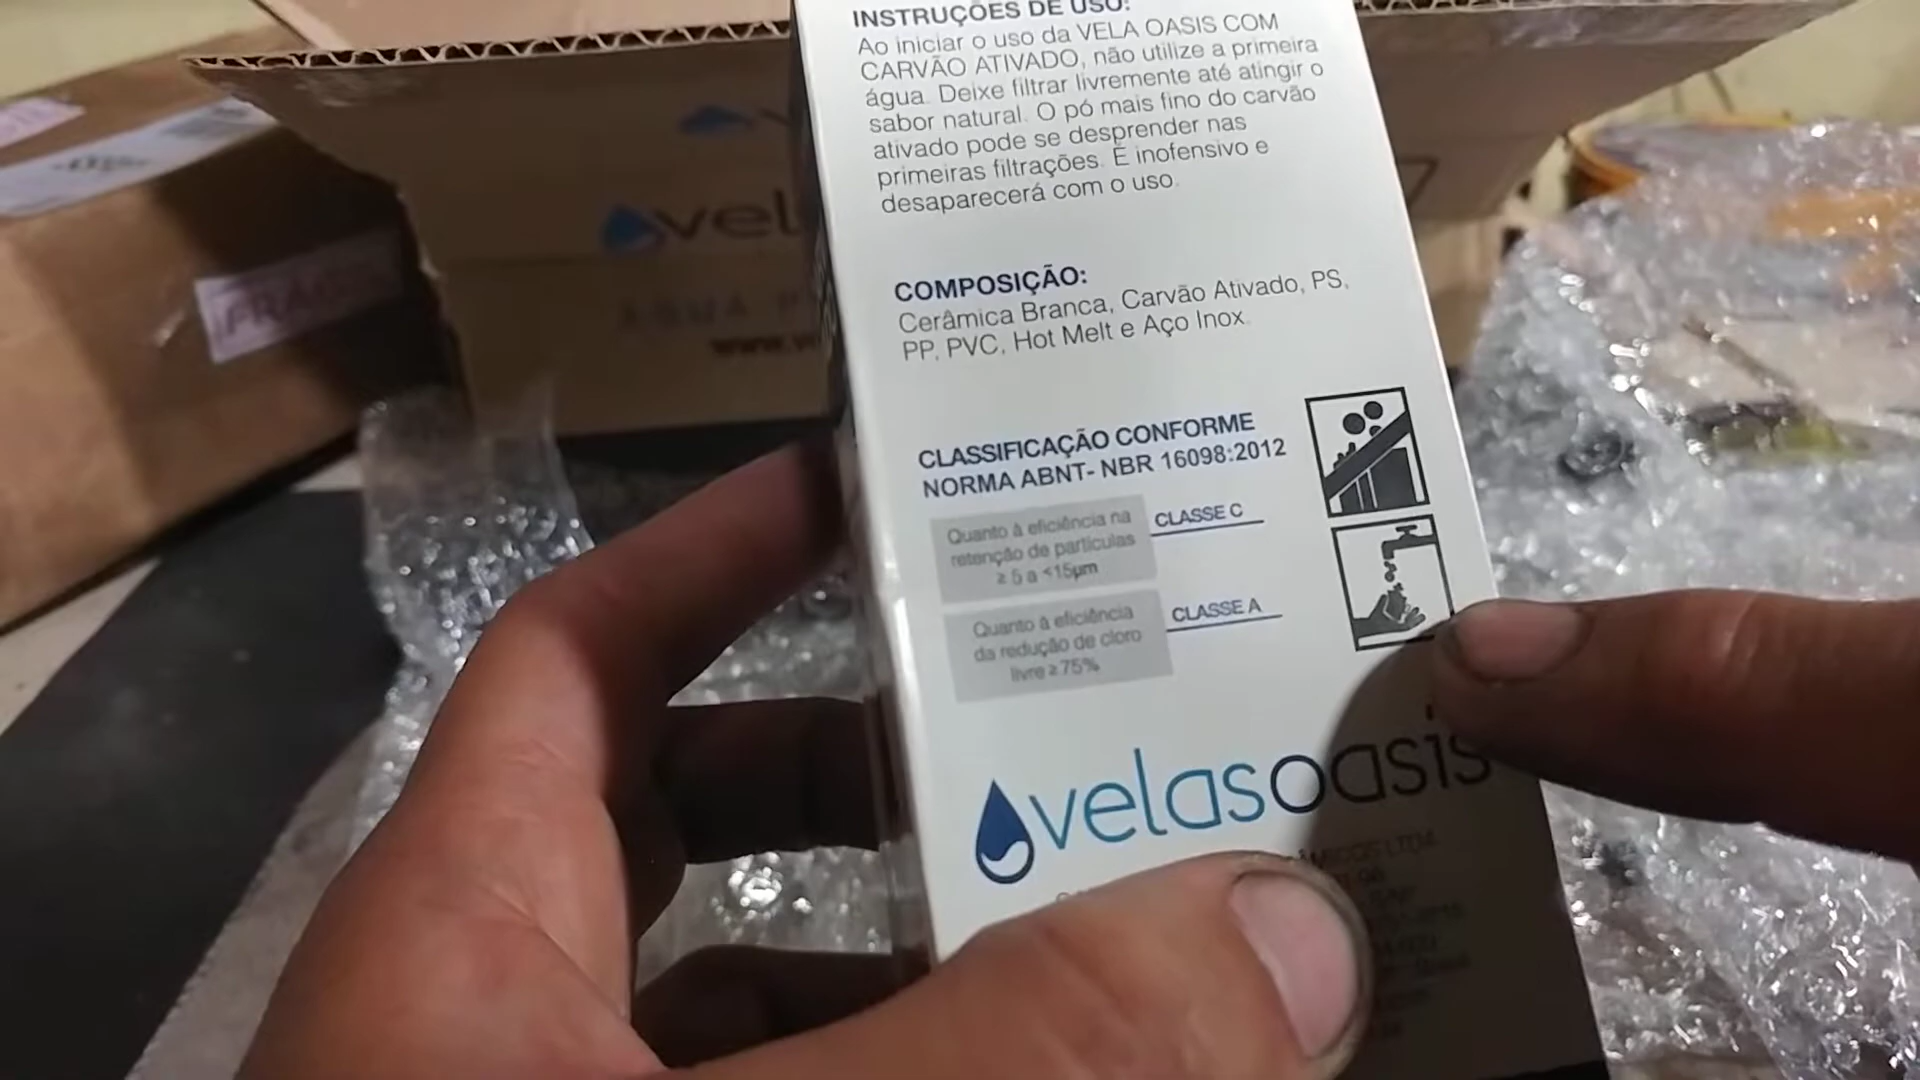 INSTRUÇÕES DE USO:
Ao iniciar o uso da VELA OASIS COM
CARVÃO ATIVADO, não utilize a primeira
água. Deixe filtrar livremente até atingir o
sabor natural. O pó mais fino do carvão
ativado pode se desprender nas
primeiras filtrações. É inofensivo e
desaparecerá com o uso.
COMPOSIÇÃO:
Cerâmica Branca, Carvão Ativado, PS,
PP, PVC, Hot Melt e Aço Inox.
CLASSIFICAÇÃO CONFORME
NORMA ABNT- NBR 16098:2012
Quanto à eficiência na
retenção de partículas
≥ 5 a <15µm
CLASSE C
Quanto à eficiência
da redução de cloro
livre ≥ 75%
CLASSE A
velasoasis
LTDA
vel
FRÁGIL